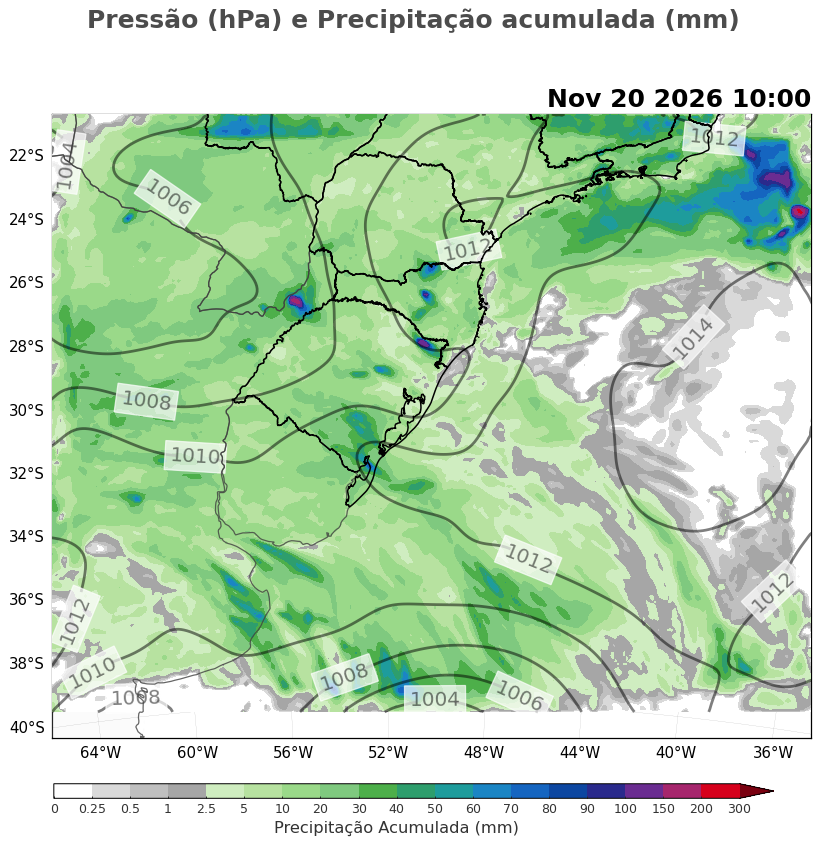 Pressão (hPa) e Precipitação acumulada (mm)
Nov 20 2026 10:00
1004
1012
22°S
1006
24°S
1012
26°S
1014
28°S
1008
30°S
1010
32°S
34°S
1012
36°S
1012
1012
38°S
1010
1008
1008
1004
1006
40°S
64°W 60°W 56°W 52°W 48°W 44°W 40°W 36°W
0 0.25 0.5 1 2.5 5 10 20 30 40 50 60 70 80 90 100 150 200 300
Precipitação Acumulada (mm)